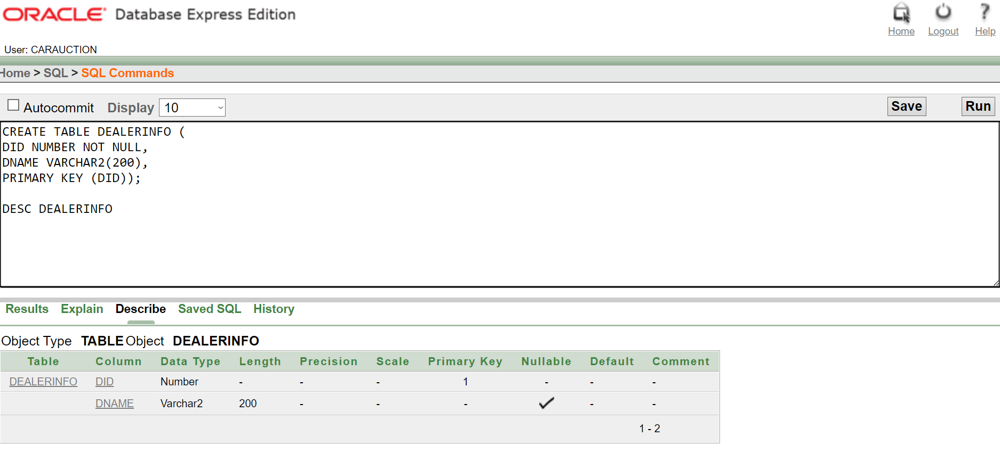 ORACLE Database Express Edition
Home Logout Help
User: CARAUCTION
Home > SQL > SQL Commands
Autocommit Display 10 Save Run
CREATE TABLE DEALERINFO (
DID NUMBER NOT NULL,
DNAME VARCHAR2(200),
PRIMARY KEY (DID));
DESC DEALERINFO
Results Explain Describe Saved SQL History
Object Type TABLE Object DEALERINFO
Table Column Data Type Length Precision Scale Primary Key Nullable Default Comment
DEALERINFO DID Number - - - 1 - - -
DNAME Varchar2 200 - - - ✓ - -
1 - 2